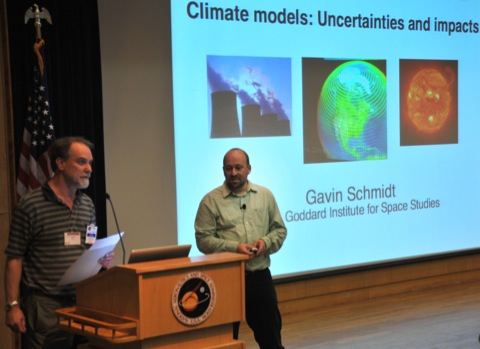 Climate models: Uncertainties and impacts
Gavin Schmidt
Goddard Institute for Space Studies